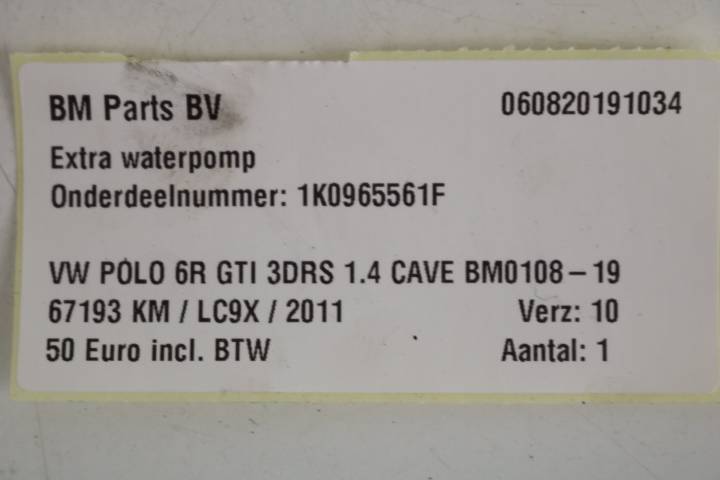 BM Parts BV 060820191034
Extra waterpomp
Onderdeelnummer: 1K0965561F
VW POLO 6R GTI 3DRS 1.4 CAVE BM0108-19
67193 KM / LC9X / 2011 Verz: 10
50 Euro incl. BTW Aantal: 1